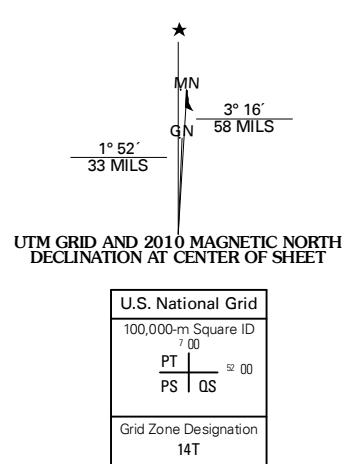 ★
MN
3° 16´
58 MILS
GN
1° 52´
33 MILS
UTM GRID AND 2010 MAGNETIC NORTH
DECLINATION AT CENTER OF SHEET
U.S. National Grid
100,000-m Square ID
7 00
PT
52 00
PS QS
Grid Zone Designation
14T